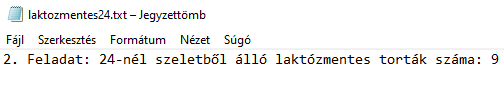 laktozmentes24.txt – Jegyzettömb
Fájl Szerkesztés Formátum Nézet Súgó
2. Feladat: 24-nél szeletből álló laktózmentes torták száma: 9